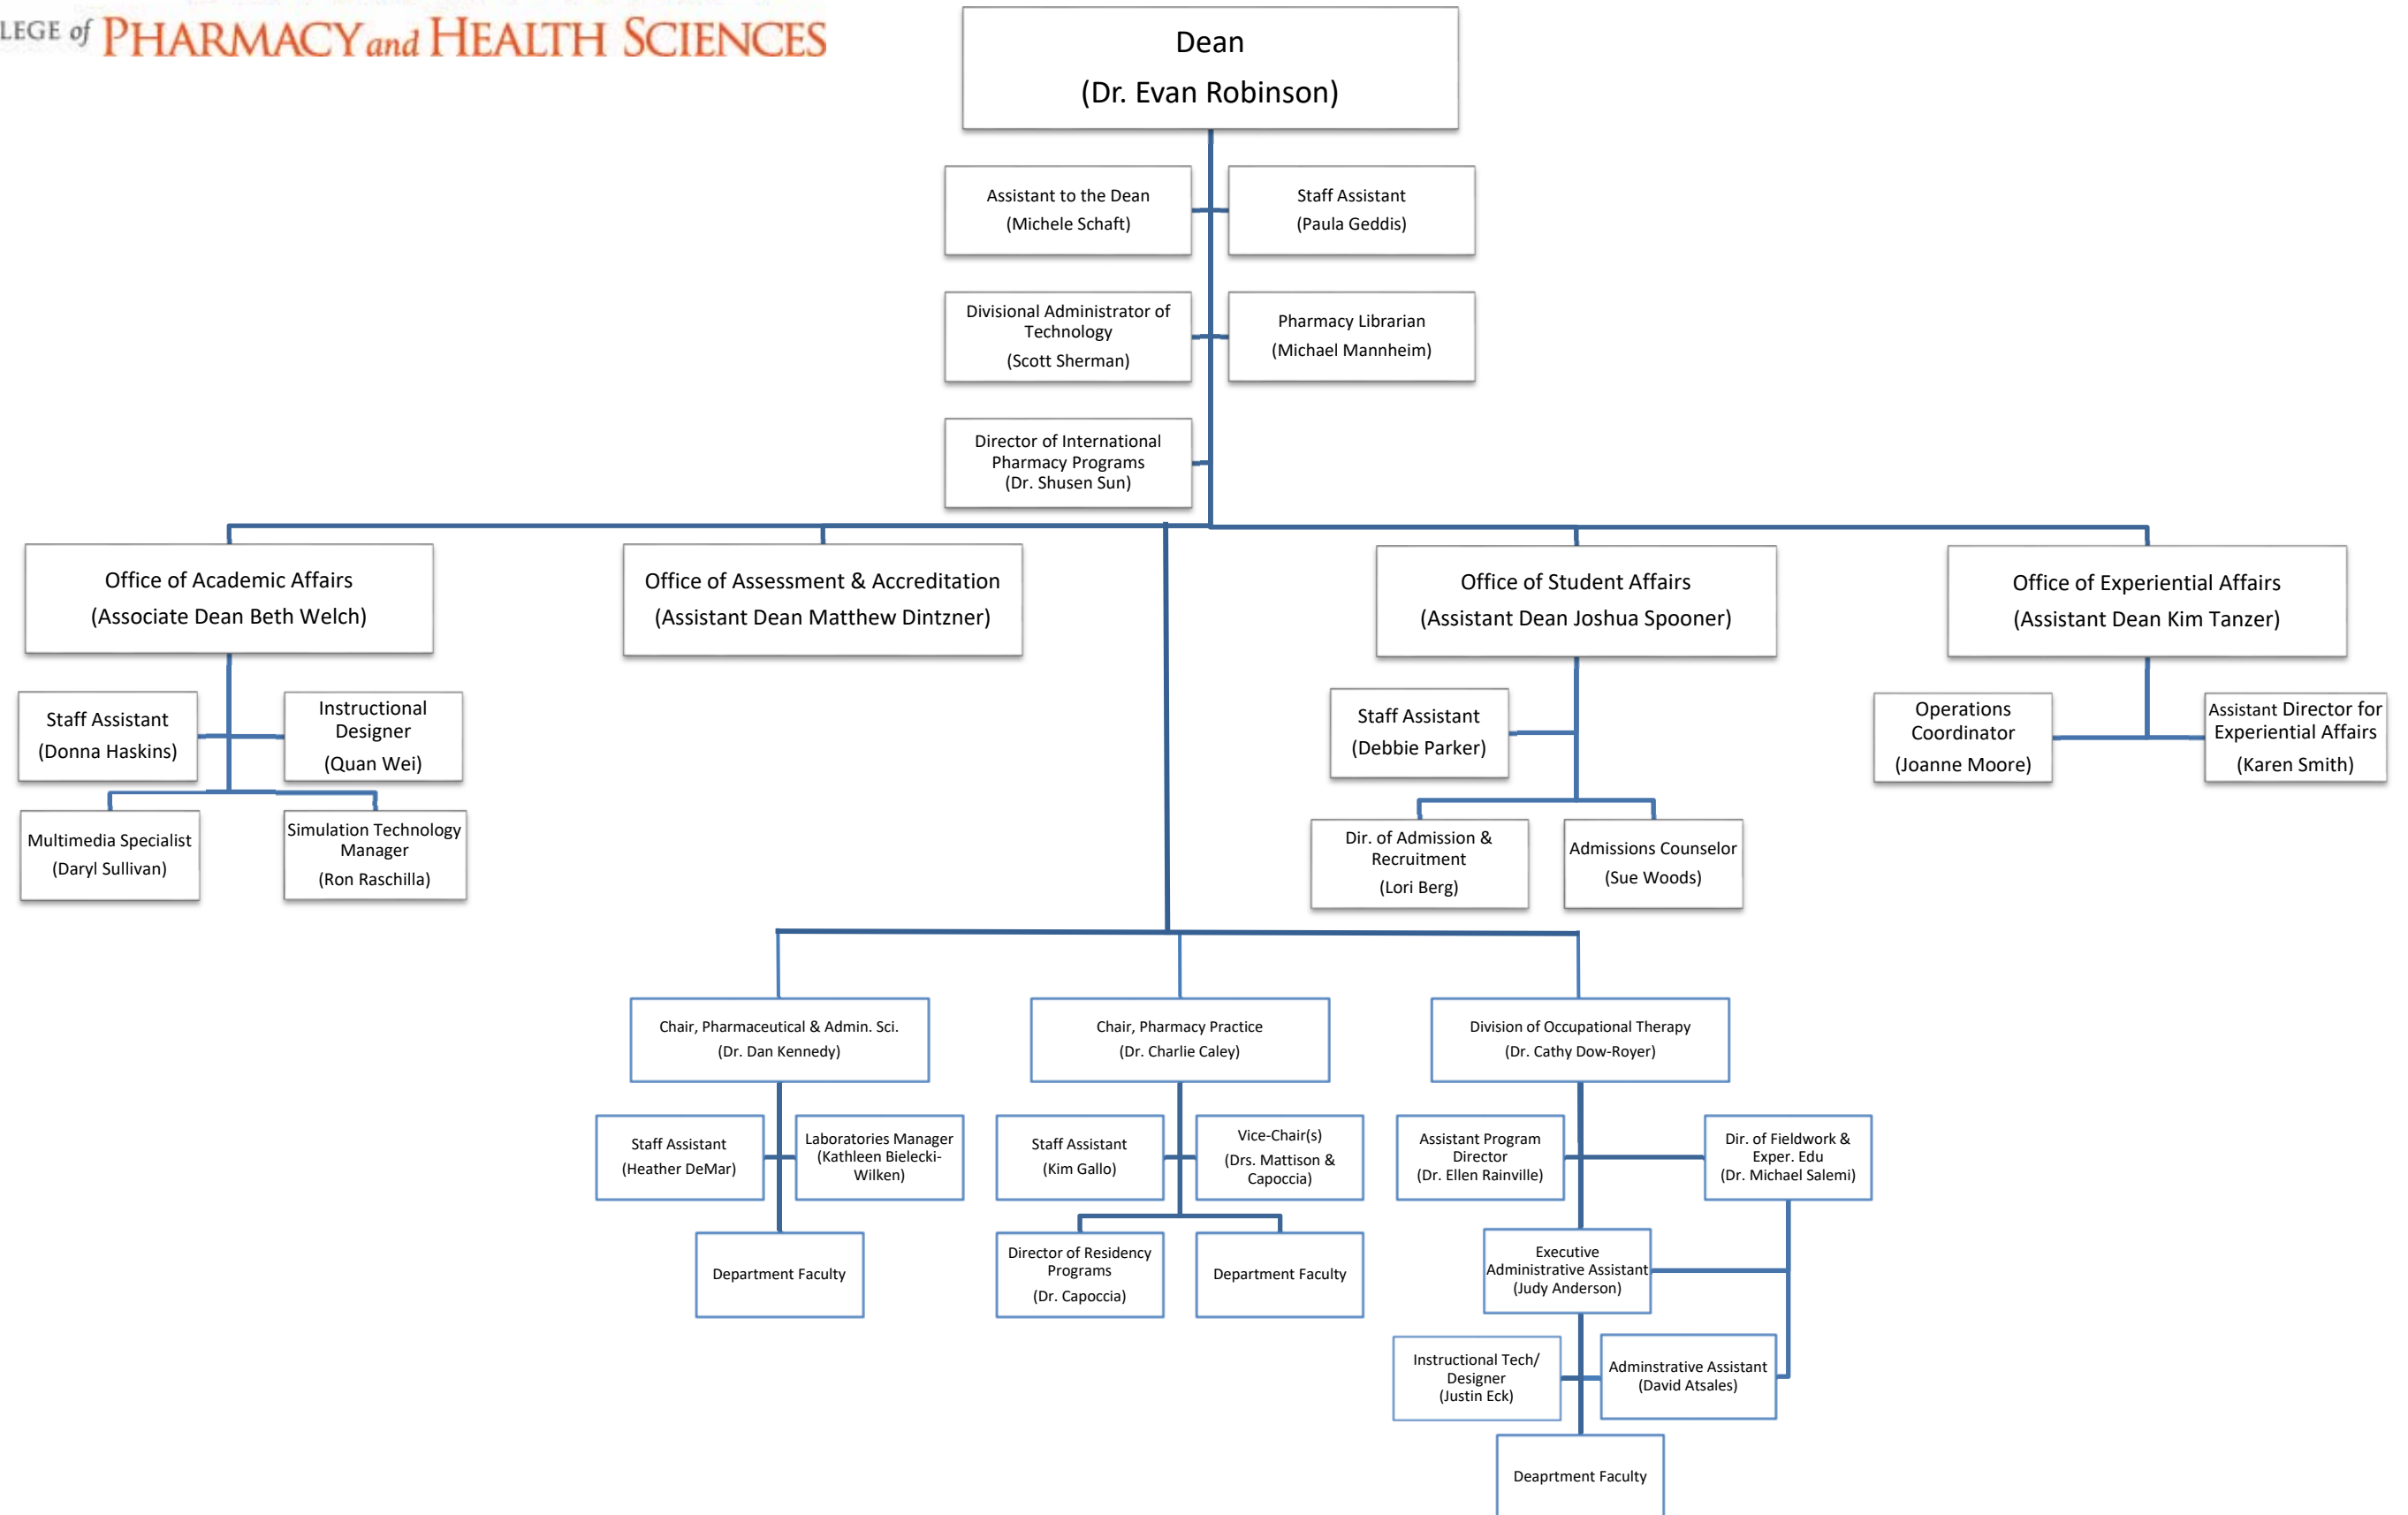 LEGE of PHARMACY and HEALTH SCIENCES
Dean
(Dr. Evan Robinson)
Assistant to the Dean
(Michele Schaft)
Staff Assistant
(Paula Geddis)
Divisional Administrator of
Technology
(Scott Sherman)
Pharmacy Librarian
(Michael Mannheim)
Director of International
Pharmacy Programs
(Dr. Shusen Sun)
Office of Academic Affairs
(Associate Dean Beth Welch)
Office of Assessment & Accreditation
(Assistant Dean Matthew Dintzner)
Office of Student Affairs
(Assistant Dean Joshua Spooner)
Office of Experiential Affairs
(Assistant Dean Kim Tanzer)
Staff Assistant
(Donna Haskins)
Instructional
Designer
(Quan Wei)
Staff Assistant
(Debbie Parker)
Operations
Coordinator
(Joanne Moore)
Assistant Director for
Experiential Affairs
(Karen Smith)
Multimedia Specialist
(Daryl Sullivan)
Simulation Technology
Manager
(Ron Raschilla)
Dir. of Admission &
Recruitment
(Lori Berg)
Admissions Counselor
(Sue Woods)
Chair, Pharmaceutical & Admin. Sci.
(Dr. Dan Kennedy)
Chair, Pharmacy Practice
(Dr. Charlie Caley)
Division of Occupational Therapy
(Dr. Cathy Dow-Royer)
Staff Assistant
(Heather DeMar)
Laboratories Manager
(Kathleen Bielecki-
Wilken)
Staff Assistant
(Kim Gallo)
Vice-Chair(s)
(Drs. Mattison &
Capoccia)
Assistant Program
Director
(Dr. Ellen Rainville)
Dir. of Fieldwork &
Exper. Edu
(Dr. Michael Salemi)
Department Faculty
Director of Residency
Programs
(Dr. Capoccia)
Department Faculty
Executive
Administrative Assistant
(Judy Anderson)
Instructional Tech/
Designer
(Justin Eck)
Adminstrative Assistant
(David Atsales)
Deaprtment Faculty